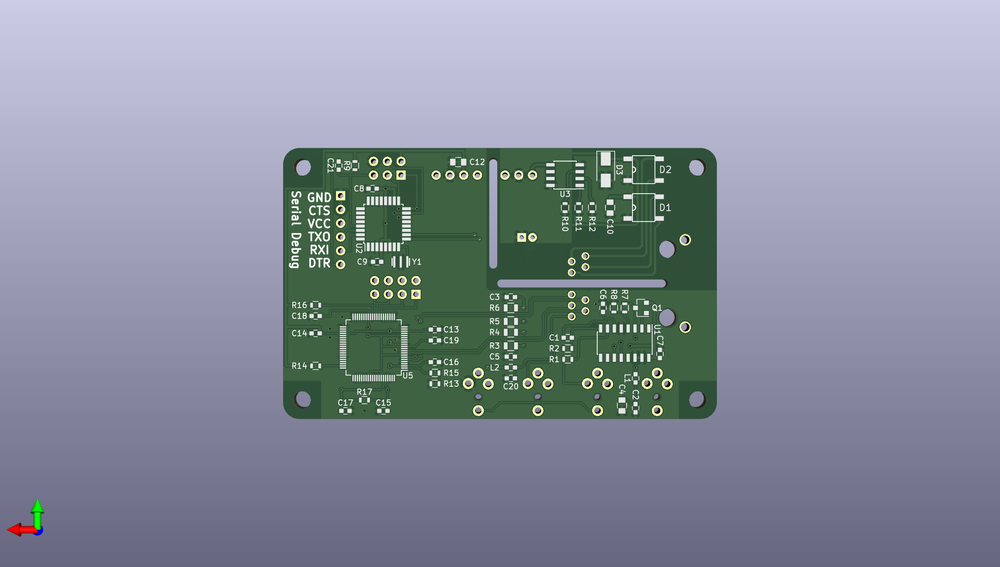 C21
R9
C12
D3
D2
U3
C8
GND
CTS
VCC
TXO
RXI
DTR
Serial Debug
U2
D1
R10
R11
R12
C10
C9
Y1
R16
C18
C14
R14
C3
R6
R5
R4
R3
C5
L2
C20
C6
R8
R7
Q1
U1
C1
R2
R1
C7
C13
C19
C16
R15
R13
U5
R17
C17
C15
L1
C4
C2